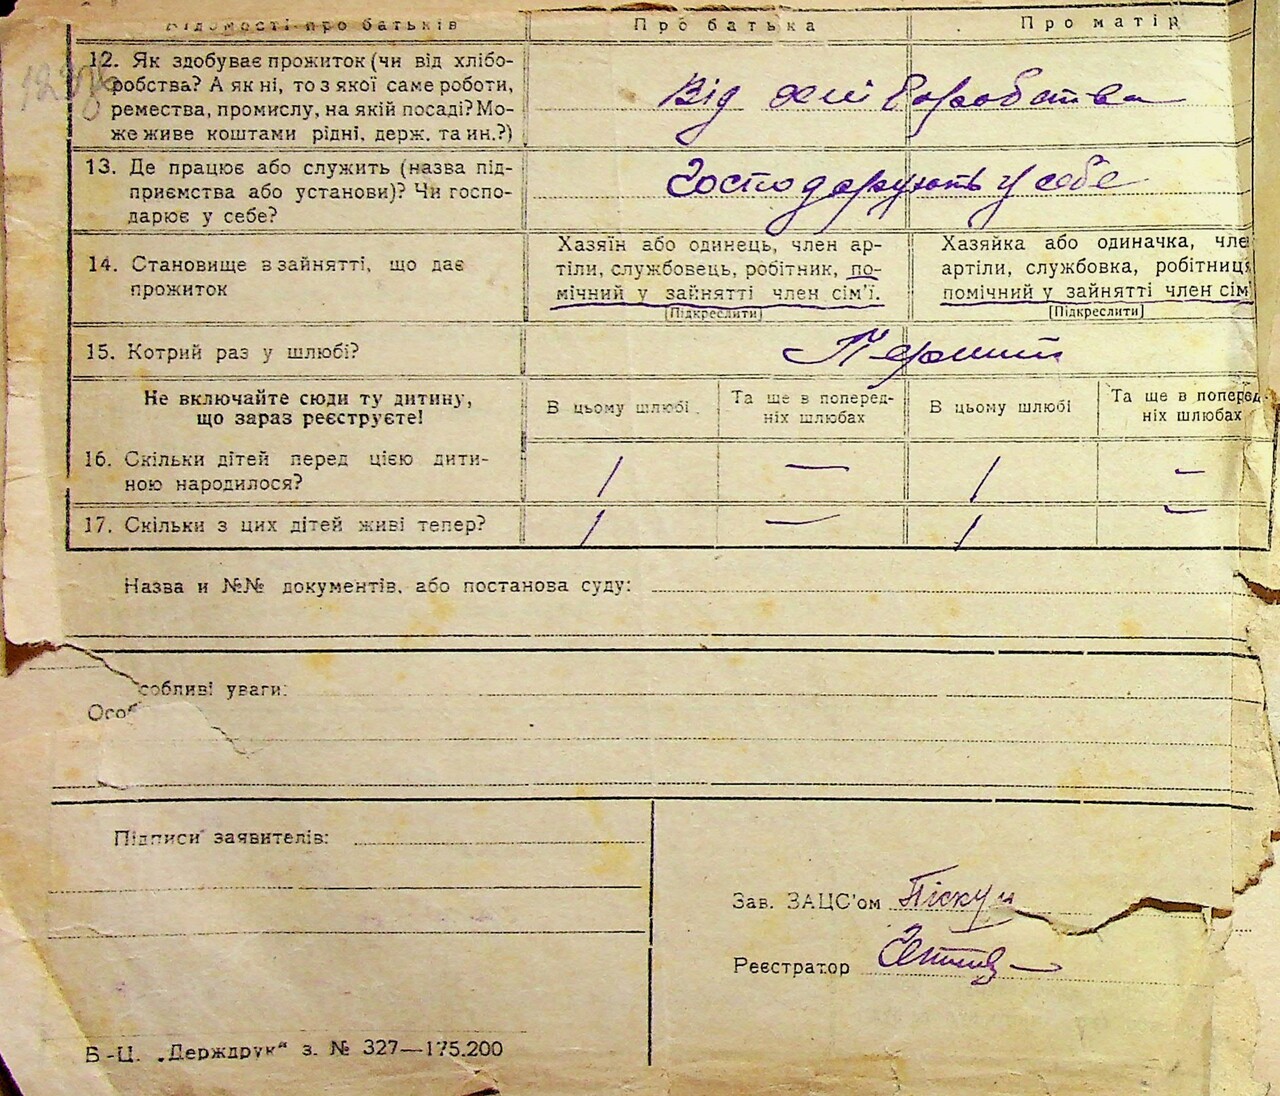 Відомості про батьків Про батька Про матір
12. Як здобуває прожиток (чи від хлібо-
робства? А як ні, то з якої саме роботи,
ремества, промислу, на якій посаді? Мо-
же живе коштами рідні, держ. та ин.?)
Від хліборобства
13. Де працює або служить (назва під-
приємства або установи)? Чи госпо-
дарює у себе?
Господарують у себе
14. Становище в зайнятті, що дає
прожиток
Хазяїн або одинець, член ар-
тіли, службовець, робітник, по-
мічний у зайнятті член сім'ї.
[Підкреслити]
Хазяйка або одиначка, чле
артіли, службовка, робітниця
помічний у зайнятті член сім'
[Підкреслити]
15. Котрий раз у шлюбі?
Перший
Не включайте сюди ту дитину,
що зараз реєструєте!
В цьому шлюбі
Та ще в поперед-
ніх шлюбах
В цьому шлюбі
Та ще в поперед-
ніх шлюбах
16. Скільки дітей перед цією дити-
ною народилося?
1 — 1 —
17. Скільки з цих дітей живі тепер?
1 — 1 —
Назва и №№ документів, або постанова суду:
Особливі уваги:
Підписи заявителів:
Зав. ЗАЦС'ом Піскун
Реєстратор
Б-Ц. „Держдрук“ з. № 327—175.200